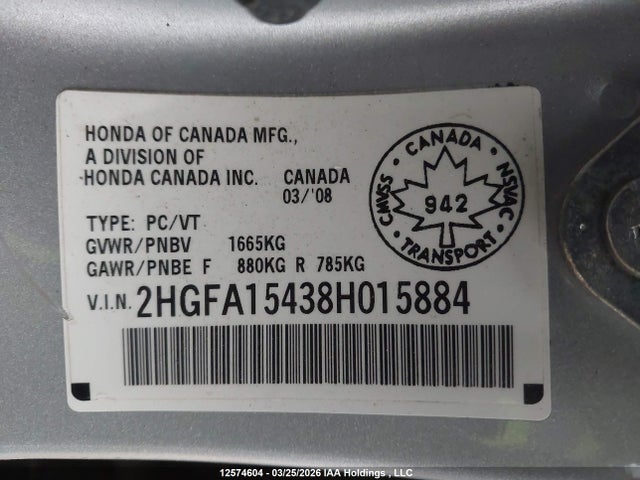 HONDA OF CANADA MFG.,
A DIVISION OF
HONDA CANADA INC. CANADA
03/'08
TYPE: PC/VT
GVWR/PNBV 1665KG
GAWR/PNBE F 880KG R 785KG
V.I.N. 2HGFA15438H015884
CANADA
CMVSS
942
NSVAC
TRANSPORT
12574604 - 03/25/2026 IAA Holdings , LLC